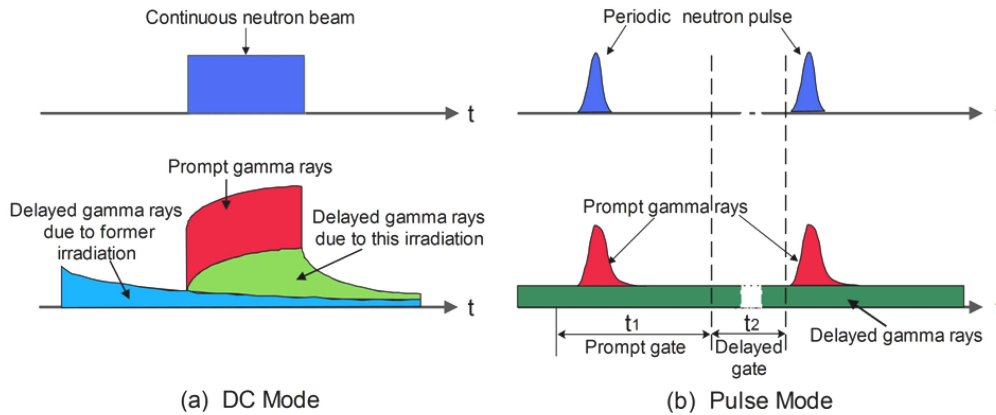 Continuous neutron beam
t
Prompt gamma rays
Delayed gamma rays
due to former
irradiation
Delayed gamma rays
due to this irradiation
t
(a) DC Mode
Periodic neutron pulse
t
Prompt gamma rays
t1
t2
Prompt gate
Delayed
gate
Delayed gamma rays
(b) Pulse Mode